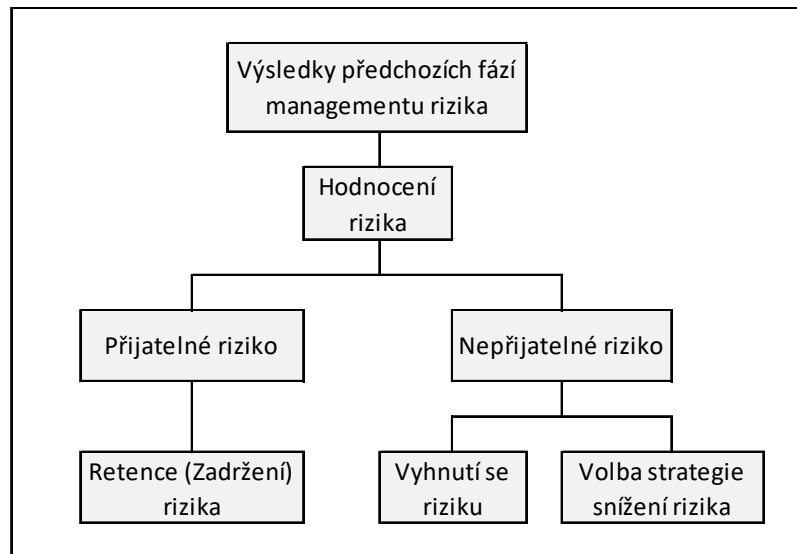 Výsledky předchozích fází
managementu rizika
Hodnocení
rizika
Přijatelné riziko
Nepřijatelné riziko
Retence (Zadržení)
rizika
Vyhnutí se
riziku
Volba strategie
snížení rizika